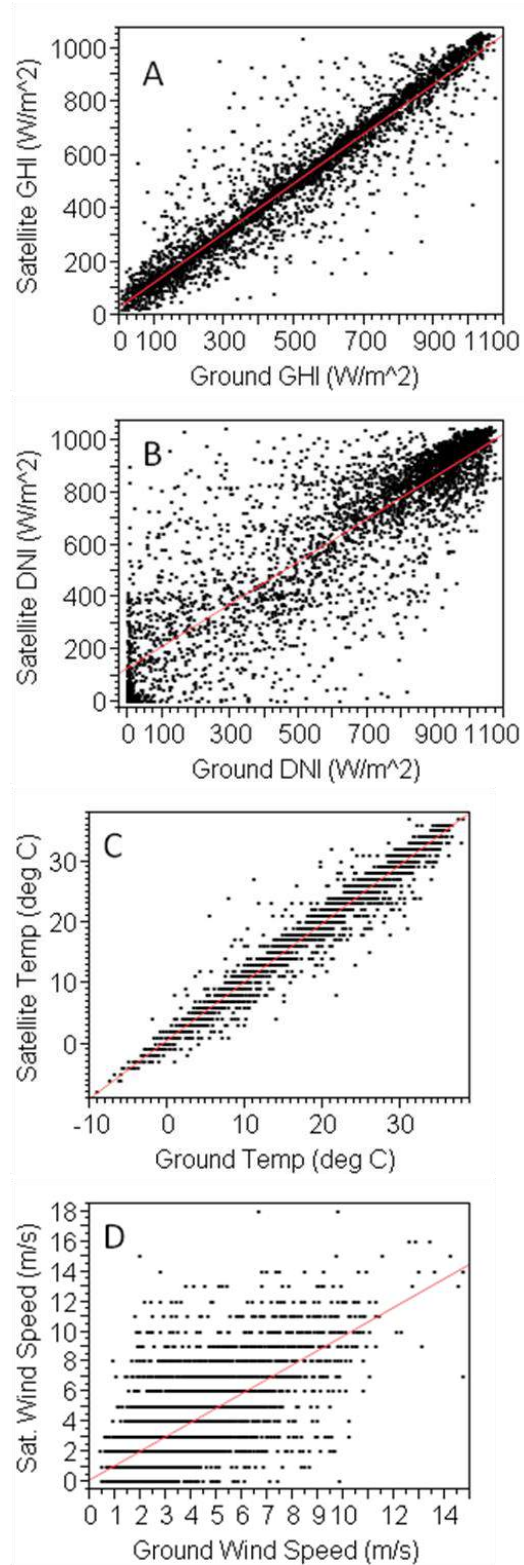 A
Satellite GHI (W/m^2)
1000
800
600
400
200
0
0 100 300 500 700 900 1100
Ground GHI (W/m^2)
B
Satellite DNI (W/m^2)
1000
800
600
400
200
0
0 100 300 500 700 900 1100
Ground DNI (W/m^2)
C
Satellite Temp (deg C)
30
20
10
0
-10 0 10 20 30
Ground Temp (deg C)
D
Sat. Wind Speed (m/s)
18
16
14
12
10
8
6
4
2
0
0 1 2 3 4 5 6 7 8 9 10 12 14
Ground Wind Speed (m/s)